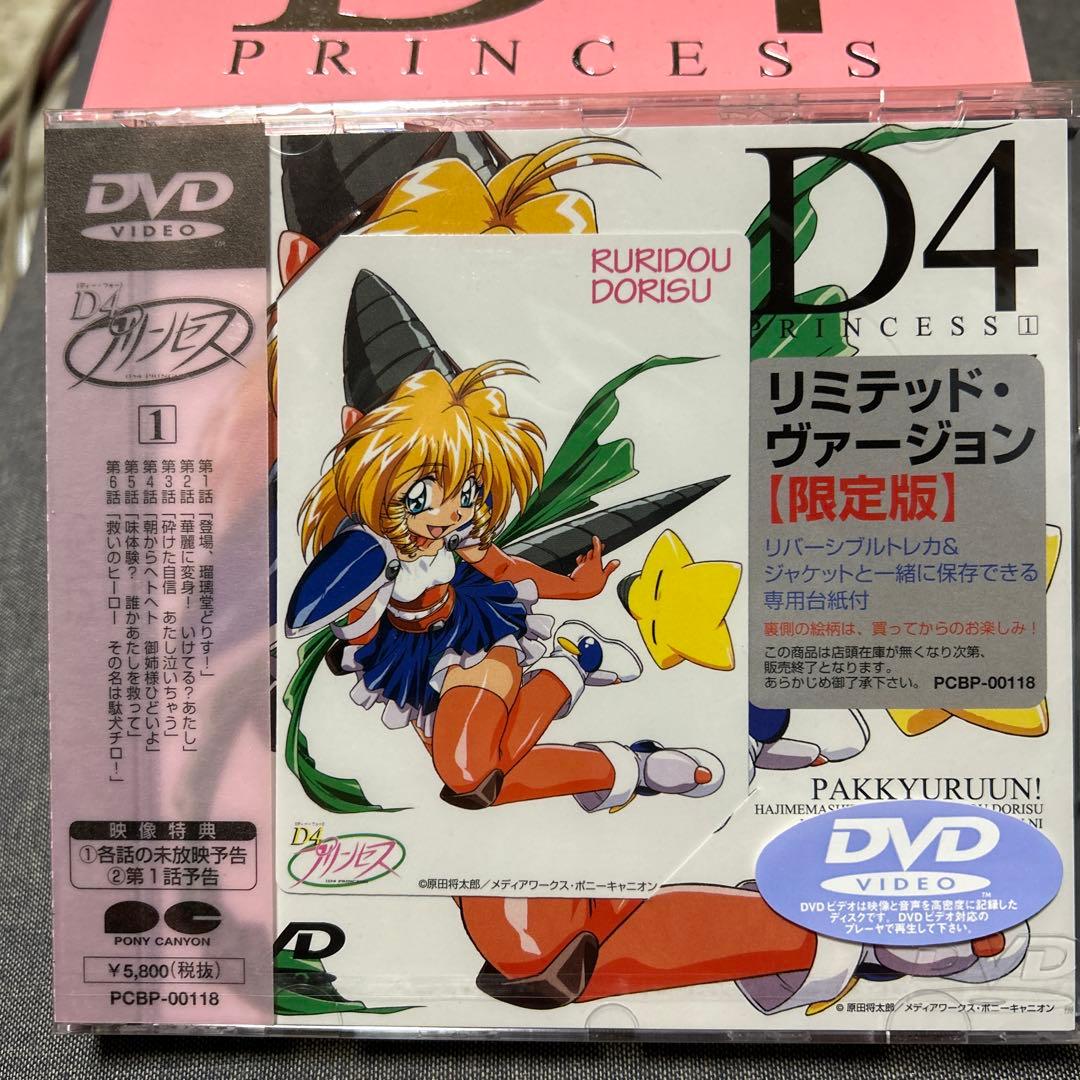 D4
PRINCESS
DVD
VIDEO
TM
[ディー・フォー]
D4
プリンセス
1
第1話「登場、瑠璃堂どりす!」
第2話「華麗に変身! いけてる?あたし」
第3話「砕けた自信 あたし泣いちゃう」
第4話「朝からヘトヘト 御姉様ひどいよ」
第5話「味体験? 誰かあたしを救って」
第6話「救いのヒーロー その名は駄犬チロ!」
映像特典
①各話の未放映予告
②第1話予告
PONY CANYON
¥5,800(税抜)
PCBP-00118
RURIDOU
DORISU
D4
プリンセス
©原田将太郎/メディアワークス・ポニーキャニオン
D4
PRINCESS 1
リミテッド・
ヴァージョン
【限定版】
リバーシブルトレカ&
ジャケットと一緒に保存できる
専用台紙付
裏側の絵柄は、買ってからのお楽しみ!
この商品は店頭在庫が無くなり次第、
販売終了となります。
あらかじめ御了承下さい。 PCBP-00118
PAKKYURUUN!
DORISU
NI
DVD
VIDEO
TM
DVDビデオは映像と音声を高密度に記録した
ディスクです。DVDビデオ対応の
プレーヤで再生して下さい。
DVD
©原田将太郎/メディアワークス・ポニーキャニオン